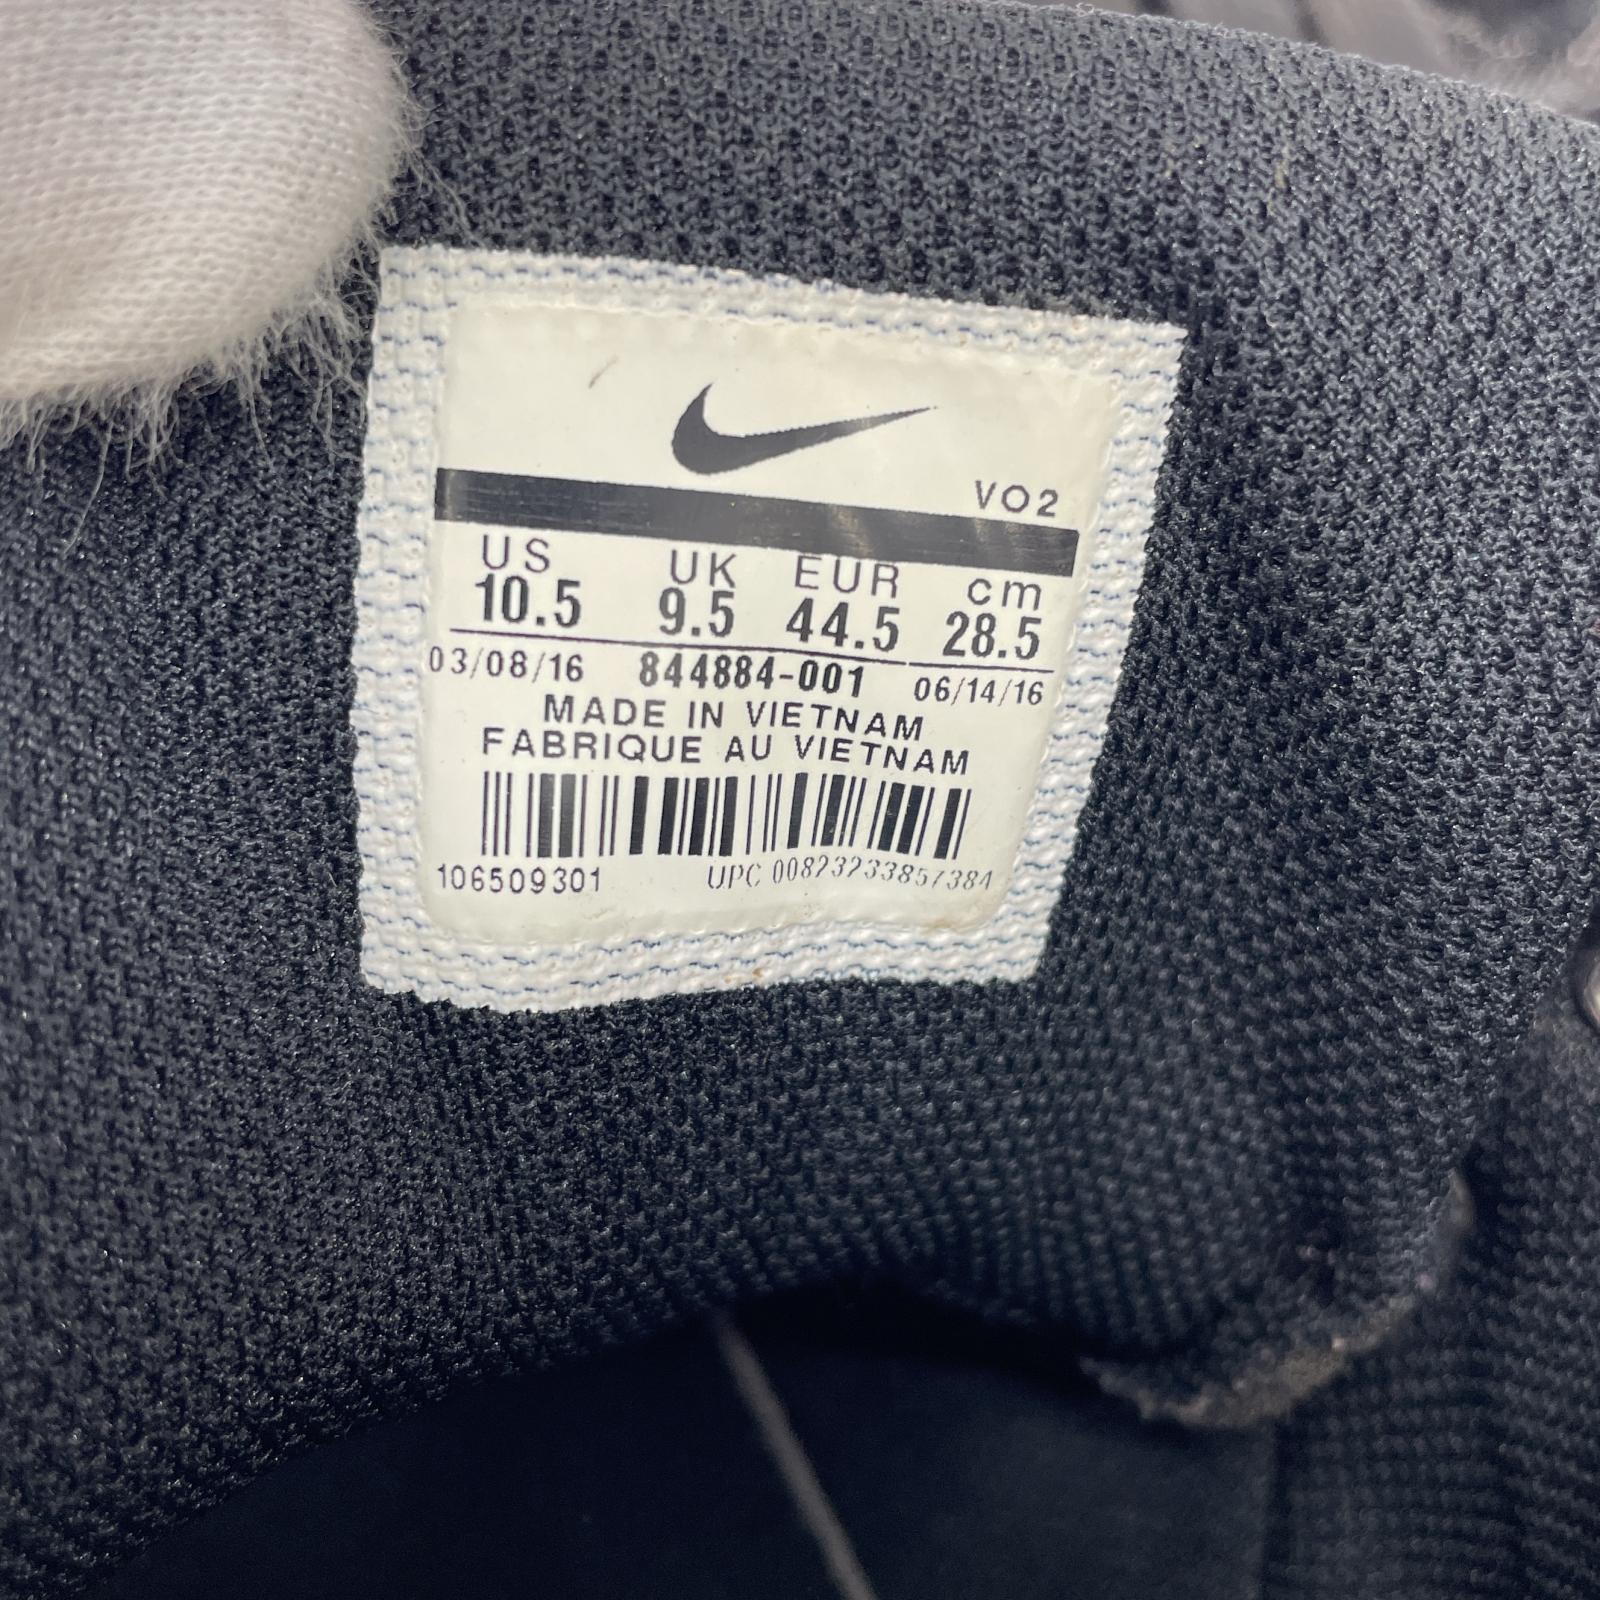 VO2
US UK EUR cm
10.5 9.5 44.5 28.5
03/08/16 844884-001 06/14/16
MADE IN VIETNAM
FABRIQUE AU VIETNAM
106509301 UPC 00823233857384